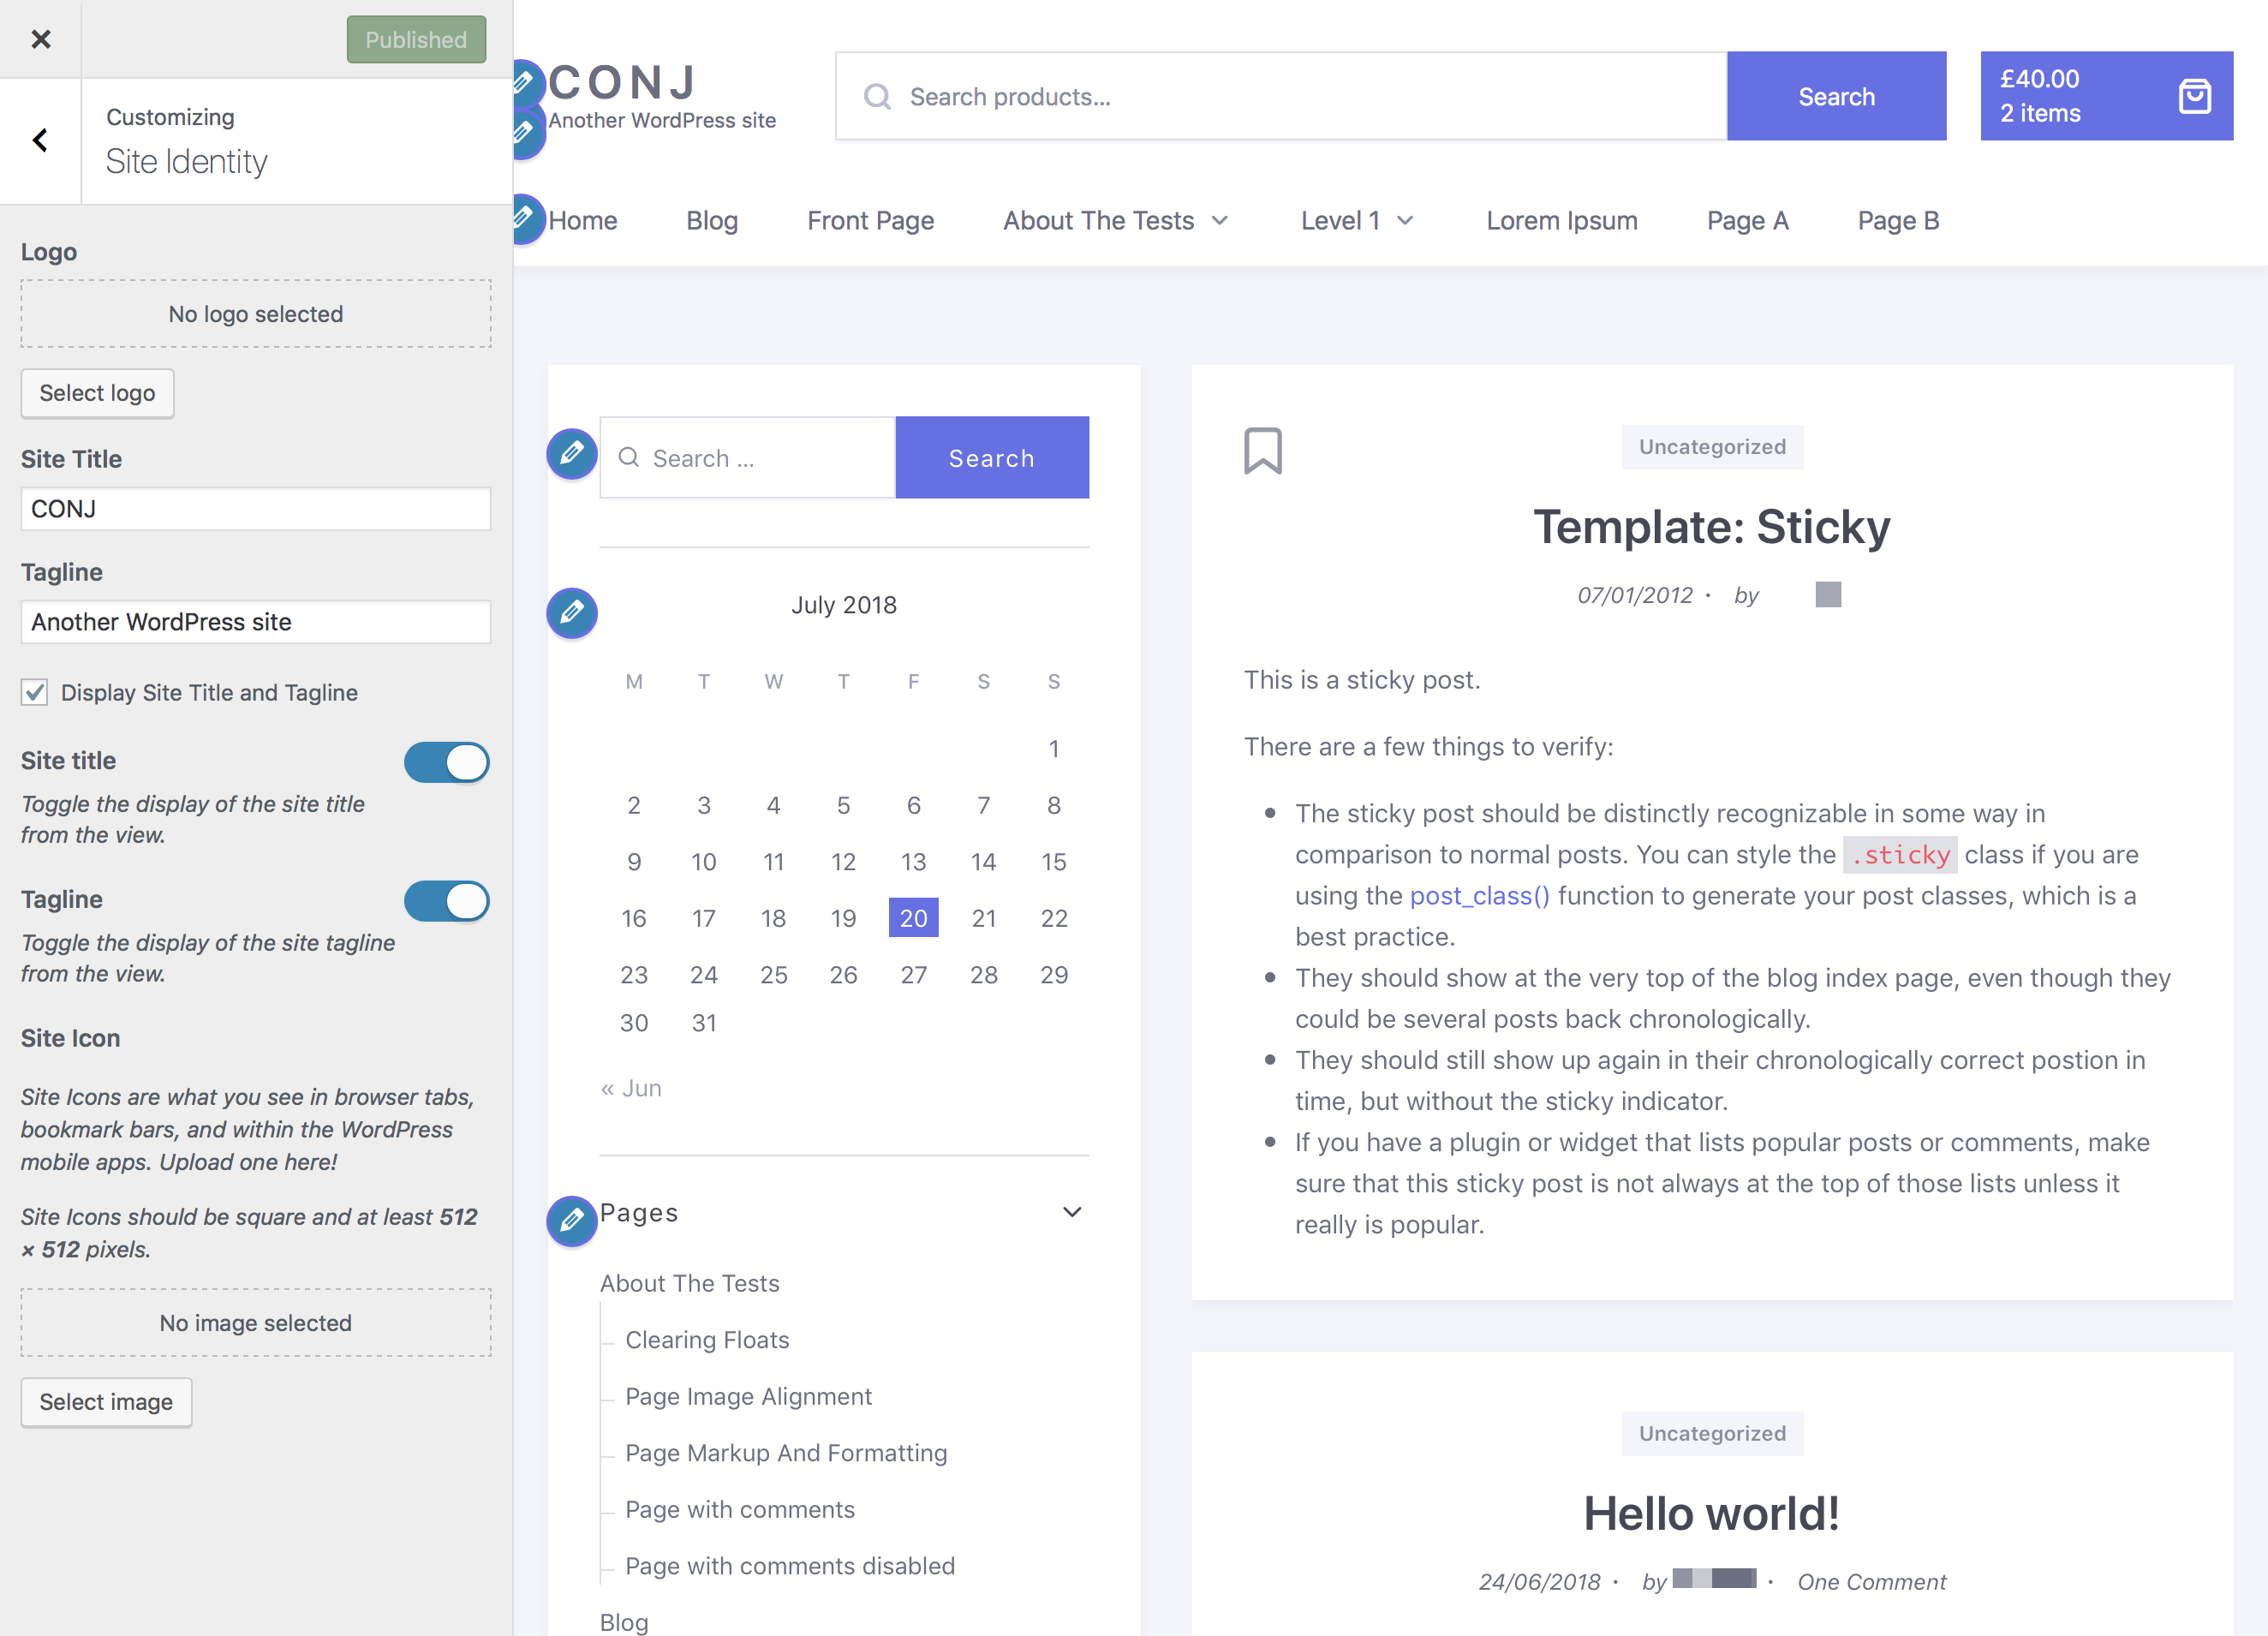 Published
Customizing
Site Identity
Logo
No logo selected
Select logo
Site Title
CONJ
Tagline
Another WordPress site
Display Site Title and Tagline
Site title
Toggle the display of the site title
from the view.
Tagline
Toggle the display of the site tagline
from the view.
Site Icon
Site Icons are what you see in browser tabs,
bookmark bars, and within the WordPress
mobile apps. Upload one here!
Site Icons should be square and at least 512
× 512 pixels.
No image selected
Select image
CONJ
Another WordPress site
Search products...
Search
£40.00
2 items
Home Blog Front Page About The Tests Level 1 Lorem Ipsum Page A Page B
Search ...
Search
July 2018
M T W T F S S
1
2 3 4 5 6 7 8
9 10 11 12 13 14 15
16 17 18 19 20 21 22
23 24 25 26 27 28 29
30 31
« Jun
Pages
About The Tests
Clearing Floats
Page Image Alignment
Page Markup And Formatting
Page with comments
Page with comments disabled
Blog
Uncategorized
Template: Sticky
07/01/2012 · by
This is a sticky post.
There are a few things to verify:
• The sticky post should be distinctly recognizable in some way in
comparison to normal posts. You can style the .sticky class if you are
using the post_class() function to generate your post classes, which is a
best practice.
• They should show at the very top of the blog index page, even though they
could be several posts back chronologically.
• They should still show up again in their chronologically correct postion in
time, but without the sticky indicator.
• If you have a plugin or widget that lists popular posts or comments, make
sure that this sticky post is not always at the top of those lists unless it
really is popular.
Uncategorized
Hello world!
24/06/2018 · by · One Comment